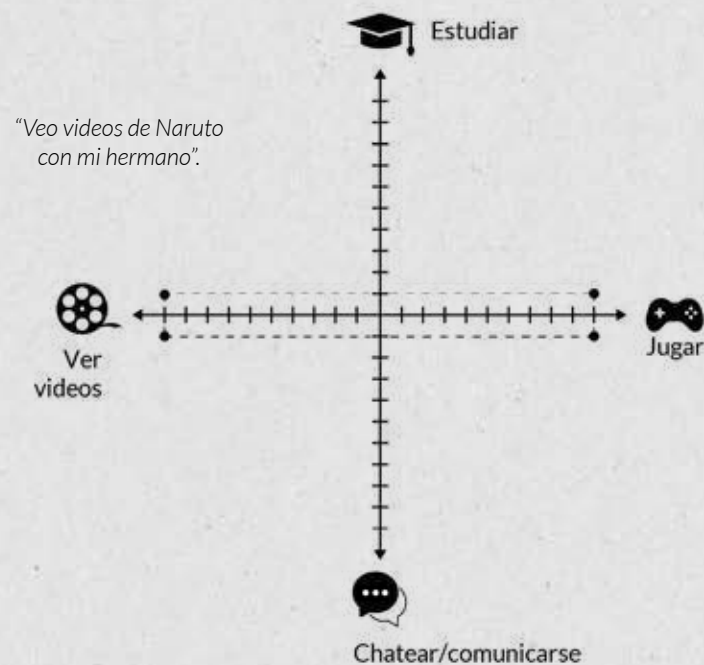 Estudiar
“Veo videos de Naruto
con mi hermano”.
Ver
videos
Jugar
Chatear/comunicarse